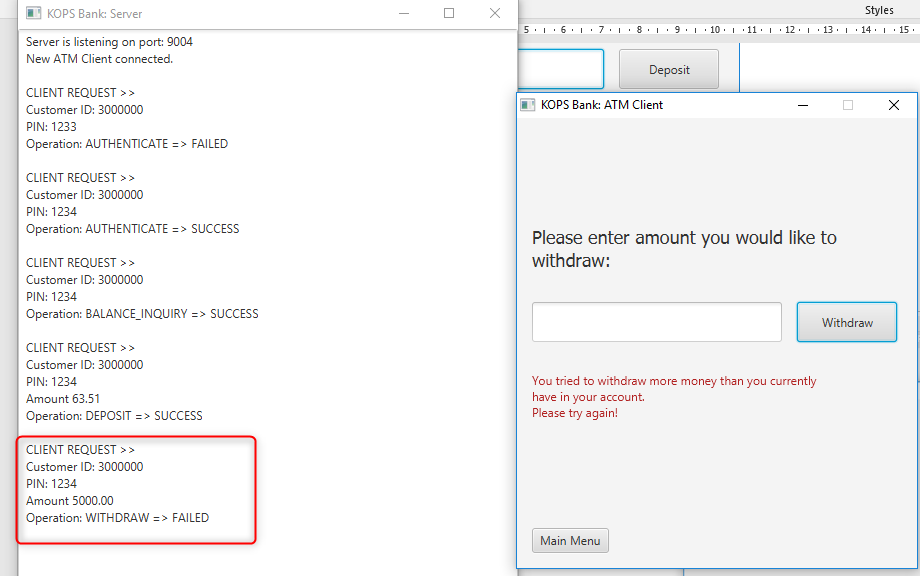 KOPS Bank: Server
Styles
5 6 7 8 9 10 11 12 13 14 15
Server is listening on port: 9004
New ATM Client connected.
CLIENT REQUEST >>
Customer ID: 3000000
PIN: 1233
Operation: AUTHENTICATE => FAILED
CLIENT REQUEST >>
Customer ID: 3000000
PIN: 1234
Operation: AUTHENTICATE => SUCCESS
CLIENT REQUEST >>
Customer ID: 3000000
PIN: 1234
Operation: BALANCE_INQUIRY => SUCCESS
CLIENT REQUEST >>
Customer ID: 3000000
PIN: 1234
Amount 63.51
Operation: DEPOSIT => SUCCESS
CLIENT REQUEST >>
Customer ID: 3000000
PIN: 1234
Amount 5000.00
Operation: WITHDRAW => FAILED
Deposit
KOPS Bank: ATM Client
Please enter amount you would like to
withdraw:
Withdraw
You tried to withdraw more money than you currently
have in your account.
Please try again!
Main Menu